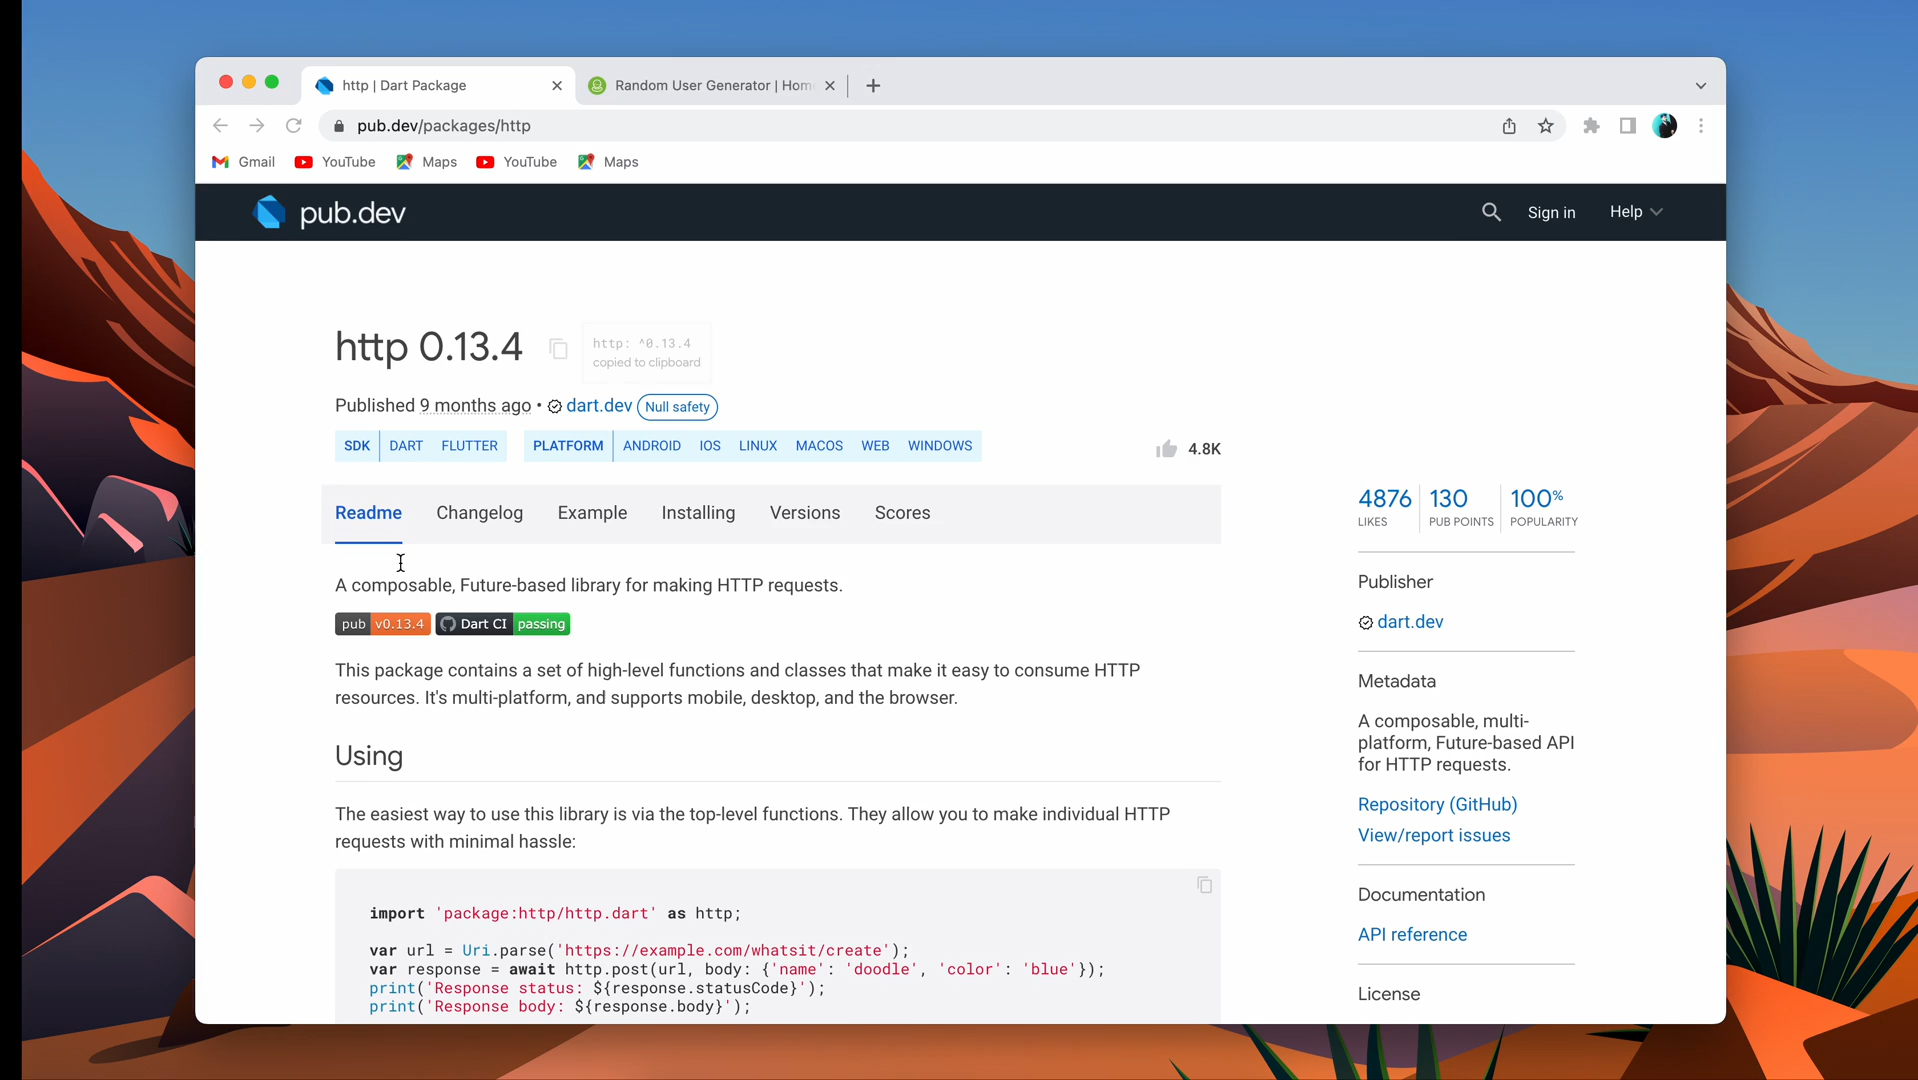 http | Dart Package
Random User Generator | Hom
pub.dev/packages/http
Gmail YouTube Maps YouTube Maps
pub.dev
Sign in Help
http 0.13.4
http: ^0.13.4
copied to clipboard
Published 9 months ago • dart.dev Null safety
SDK DART FLUTTER PLATFORM ANDROID IOS LINUX MACOS WEB WINDOWS
4.8K
Readme Changelog Example Installing Versions Scores
A composable, Future-based library for making HTTP requests.
pub v0.13.4 Dart CI passing
This package contains a set of high-level functions and classes that make it easy to consume HTTP
resources. It's multi-platform, and supports mobile, desktop, and the browser.
Using
The easiest way to use this library is via the top-level functions. They allow you to make individual HTTP
requests with minimal hassle:
import 'package:http/http.dart' as http;
var url = Uri.parse('https://example.com/whatsit/create');
var response = await http.post(url, body: {'name': 'doodle', 'color': 'blue'});
print('Response status: ${response.statusCode}');
print('Response body: ${response.body}');
4876 130 100%
LIKES PUB POINTS POPULARITY
Publisher
dart.dev
Metadata
A composable, multi-
platform, Future-based API
for HTTP requests.
Repository (GitHub)
View/report issues
Documentation
API reference
License